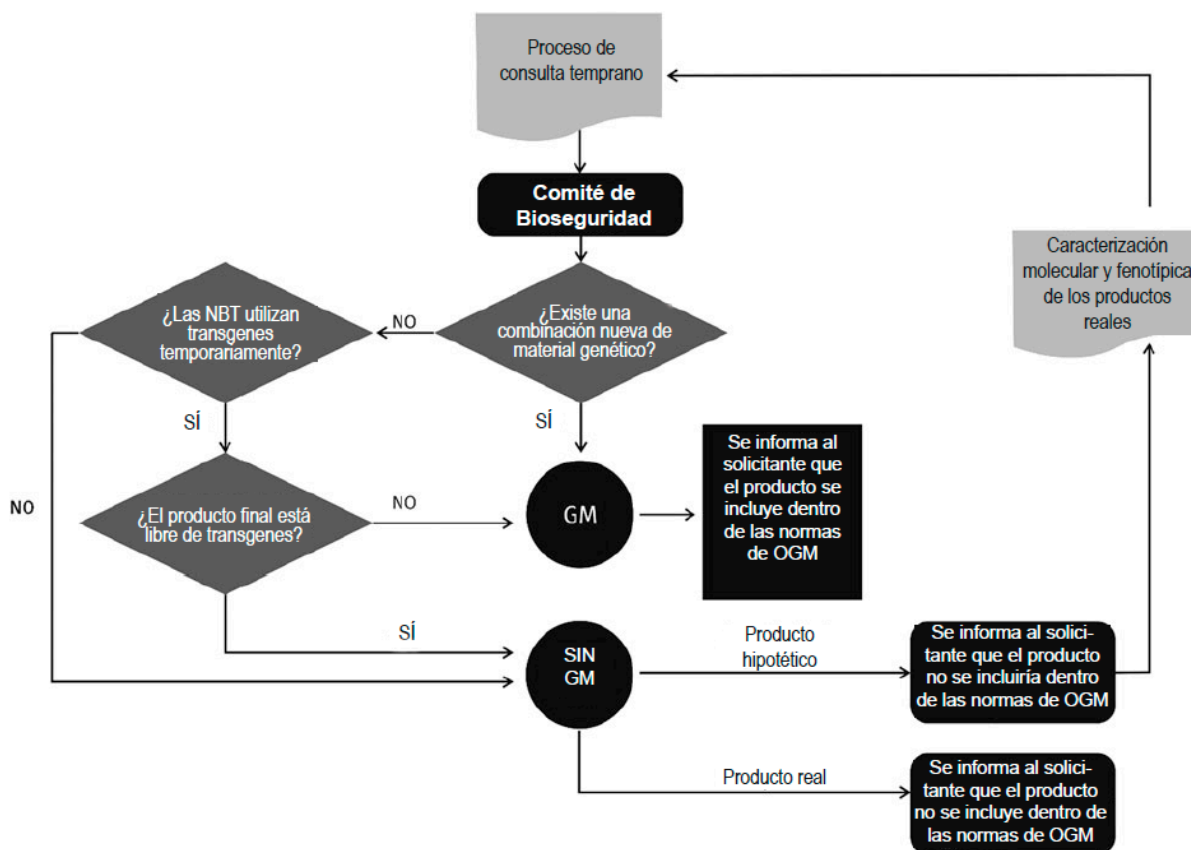 Proceso de
consulta temprano
Comité de
Bioseguridad
¿Existe una
combinación nueva de
material genético?
NO
¿Las NBT utilizan
transgenes
temporariamente?
Caracterización
molecular y fenotípica
de los productos
reales
SÍ
SÍ
NO
¿El producto final está
libre de transgenes?
NO
GM
Se informa al
solicitante que
el producto se
incluye dentro
de las normas
de OGM
SÍ
SIN
GM
Producto
hipotético
Se informa al solici-
tante que el producto
no se incluiría dentro
de las normas de OGM
Producto real
Se informa al solici-
tante que el producto
no se incluye dentro de
las normas de OGM